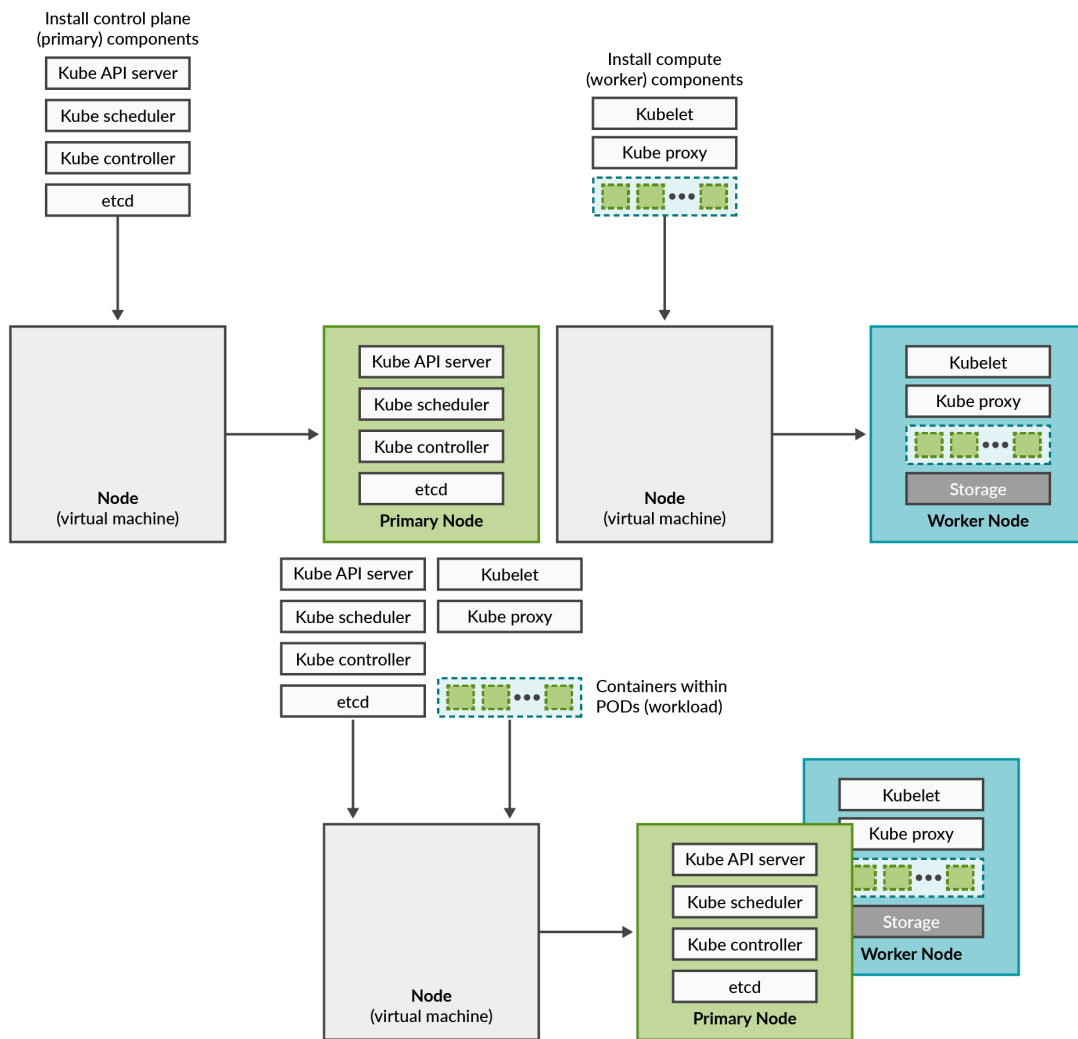 Install control plane
(primary) components
Kube API server
Kube scheduler
Kube controller
etcd
Install compute
(worker) components
Kubelet
Kube proxy
Node
(virtual machine)
Kube API server
Kube scheduler
Kube controller
etcd
Primary Node
Node
(virtual machine)
Kubelet
Kube proxy
Storage
Worker Node
Kube API server
Kube scheduler
Kube controller
etcd
Kubelet
Kube proxy
Containers within
PODs (workload)
Node
(virtual machine)
Kube API server
Kube scheduler
Kube controller
etcd
Primary Node
Kubelet
Kube proxy
Storage
Worker Node